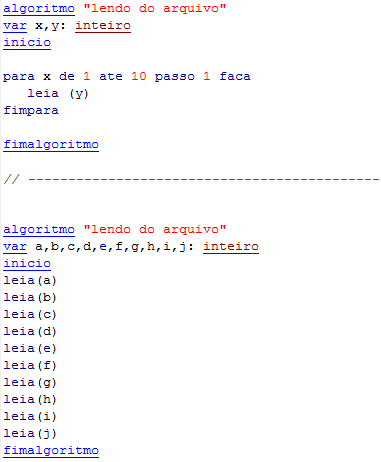 algoritmo "lendo do arquivo"
var x,y: inteiro
inicio
para x de 1 ate 10 passo 1 faca
leia (y)
fimpara
fimalgoritmo
// --------------------------------------------
algoritmo "lendo do arquivo"
var a,b,c,d,e,f,g,h,i,j: inteiro
inicio
leia(a)
leia(b)
leia(c)
leia(d)
leia(e)
leia(f)
leia(g)
leia(h)
leia(i)
leia(j)
fimalgoritmo